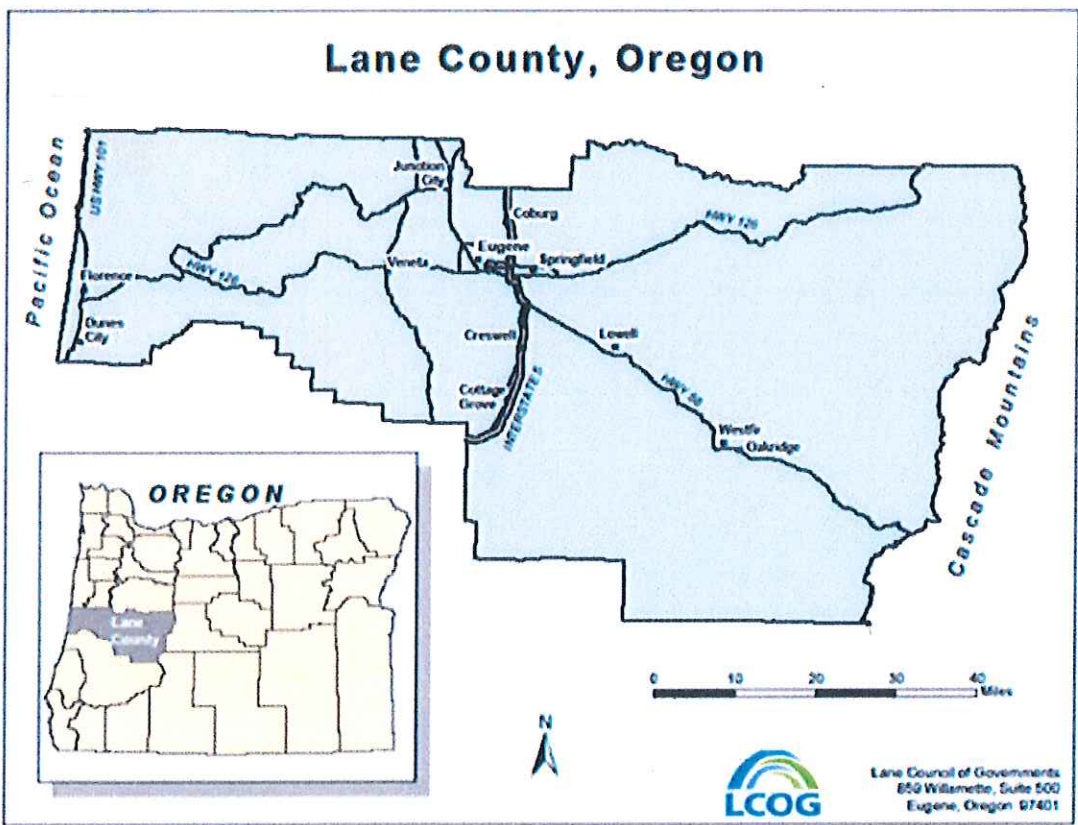 Lane County, Oregon
Pacific Ocean
US HWY 101
Junction
City
Coburg
HWY 126
Eugene
Springfield
Veneta
HWY 126
Florence
Dunes
City
Creswell
Lowell
Cottage
Grove
INTERSTATE 5
HWY 58
Westfir
Oakridge
Cascade Mountains
OREGON
Lane
County
0 10 20 30 40
Miles
N
LCOG
Lane Council of Governments
859 Willamette, Suite 500
Eugene, Oregon 97401